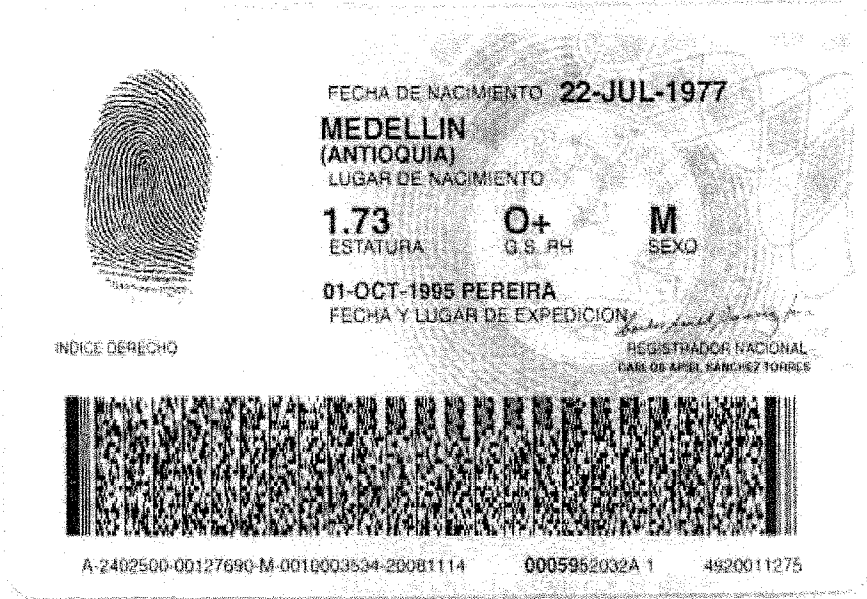 FECHA DE NACIMIENTO 22-JUL-1977
MEDELLIN
(ANTIOQUIA)
LUGAR DE NACIMIENTO
1.73 O+ M
ESTATURA G.S. RH SEXO
01-OCT-1995 PEREIRA
FECHA Y LUGAR DE EXPEDICION
INDICE DERECHO
REGISTRADOR NACIONAL
CARLOS ARIEL SANCHEZ TORRES
A-2402500-00127690-M-0010003534-20081114 0005952032A 1 4920011275